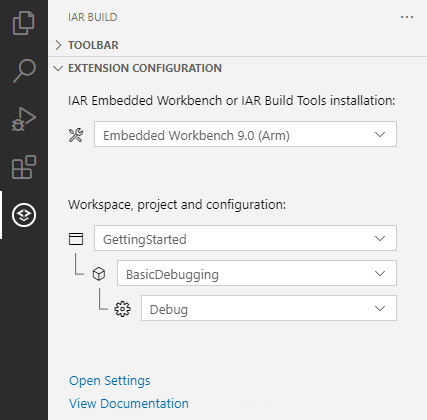 IAR BUILD
TOOLBAR
EXTENSION CONFIGURATION
IAR Embedded Workbench or IAR Build Tools installation:
Embedded Workbench 9.0 (Arm)
Workspace, project and configuration:
GettingStarted
BasicDebugging
Debug
Open Settings
View Documentation